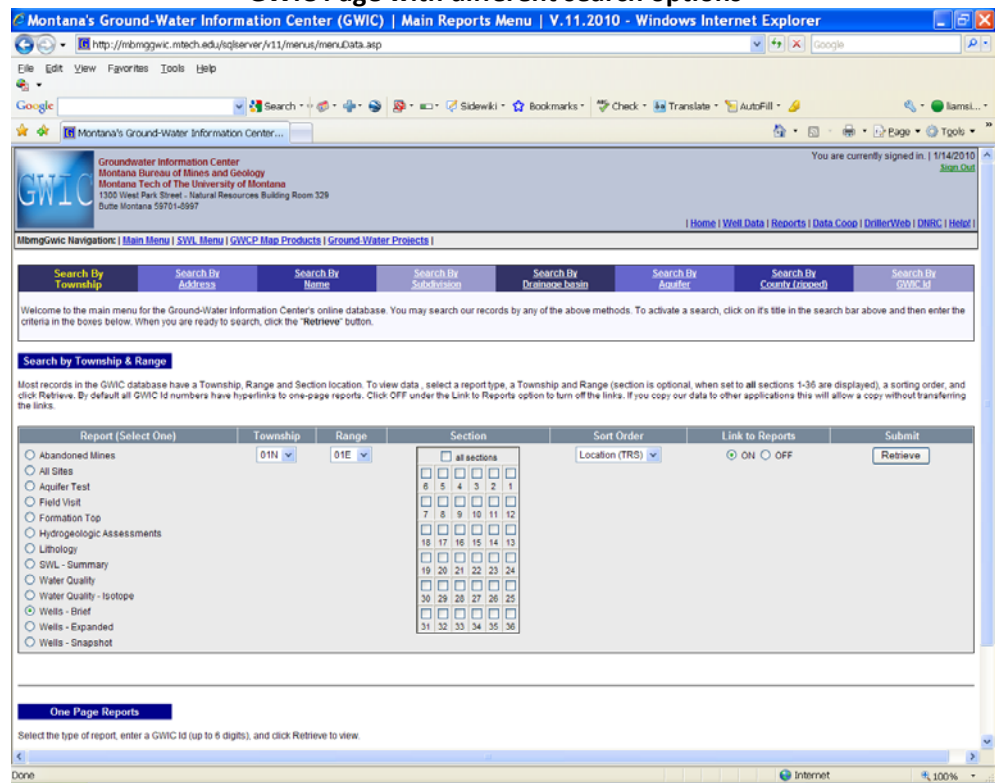 GWIC Page with different search options
Montana's Ground-Water Information Center (GWIC) | Main Reports Menu | V.11.2010 - Windows Internet Explorer
http://mbmggwic.mtech.edu/sqlserver/v11/menus/menuData.asp
Google
File Edit View Favorites Tools Help
Google
Search
Sidewiki
Bookmarks
Check
Translate
AutoFill
liamsi...
Montana's Ground-Water Information Center...
Page
Tools
GWIC
Groundwater Information Center
Montana Bureau of Mines and Geology
Montana Tech of The University of Montana
1300 West Park Street - Natural Resources Building Room 329
Butte Montana 59701-8997
You are currently signed in. | 1/14/2010
Sign Out
| Home | Well Data | Reports | Data Coop | DrillerWeb | DNRC | Help! |
MbmgGwic Navigation: | Main Menu | SWL Menu | GWCP Map Products | Ground-Water Projects |
Search By Township
Search By Address
Search By Name
Search By Subdivision
Search By Drainage basin
Search By Aquifer
Search By County (zipped)
Search By GWIC Id
Welcome to the main menu for the Ground-Water Information Center's online database. You may search our records by any of the above methods. To activate a search, click on it's title in the search bar above and then enter the
criteria in the boxes below. When you are ready to search, click the "Retrieve" button.
Search by Township & Range
Most records in the GWIC database have a Township, Range and Section location. To view data , select a report type, a Township and Range (section is optional, when set to all sections 1-36 are displayed), a sorting order, and
click Retrieve. By default all GWIC Id numbers have hyperlinks to one-page reports. Click OFF under the Link to Reports option to turn off the links. If you copy our data to other applications this will allow a copy without transferring
the links.
Report (Select One) Township Range Section Sort Order Link to Reports Submit
Abandoned Mines 01N 01E all sections Location (TRS) ON OFF Retrieve
All Sites
Aquifer Test
Field Visit
Formation Top
Hydrogeologic Assessments
Lithology
SWL - Summary
Water Quality
Water Quality - Isotope
Wells - Brief
Wells - Expanded
Wells - Snapshot
6 5 4 3 2 1
7 8 9 10 11 12
18 17 16 15 14 13
19 20 21 22 23 24
30 29 28 27 26 25
31 32 33 34 35 36
One Page Reports
Select the type of report, enter a GWIC Id (up to 6 digits), and click Retrieve to view.
Done
Internet
100%